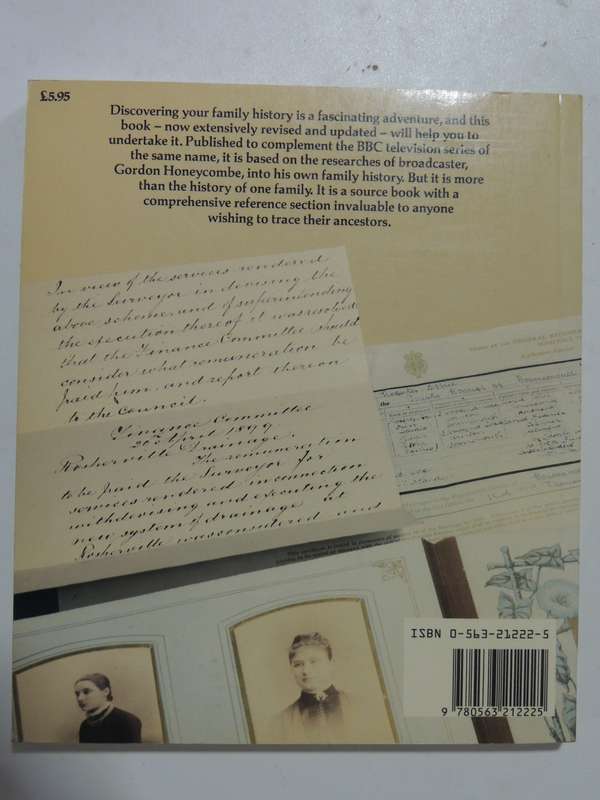 £5.95
Discovering your family history is a fascinating adventure, and this
book – now extensively revised and updated – will help you to
undertake it. Published to complement the BBC television series of
the same name, it is based on the researches of broadcaster,
Gordon Honeycombe, into his own family history. But it is more
than the history of one family. It is a source book with a
comprehensive reference section invaluable to anyone
wishing to trace their ancestors.
In view of the services rendered
by the Surveyor in devising the
above scheme and of superintending
the execution thereof it was resolved
that the Finance Committee should
consider what remuneration be
paid him, and report thereon
to the Council.
Finance Committee
20th April 1899
Rosherville Drainage.
The remuneration
to be paid the Surveyor for
services rendered in connection
with devising and executing the
new system of drainage at
Rosherville was considered and
ISBN 0-563-21222-5
9 780563 212225